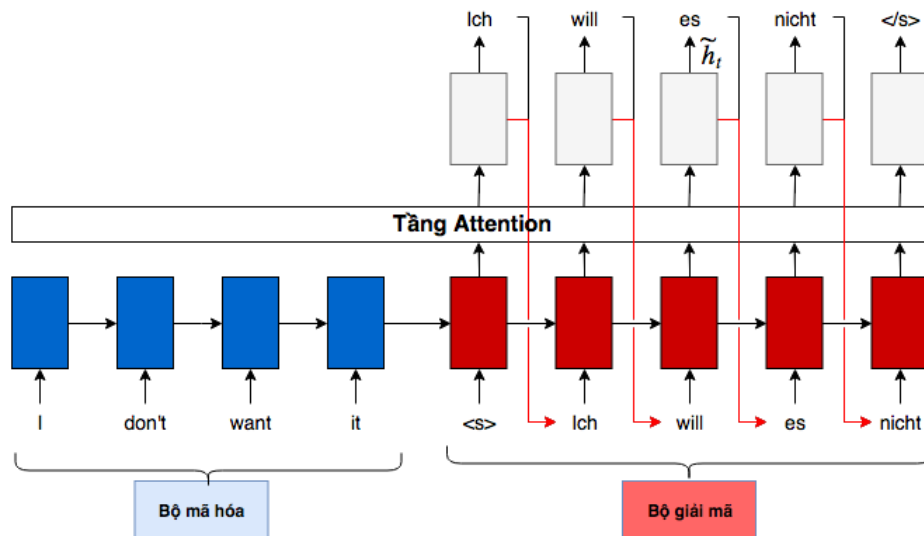 Ich will es nicht </s>
h̃ₜ
Tầng Attention
I don't want it <s> Ich will es nicht
Bộ mã hóa Bộ giải mã